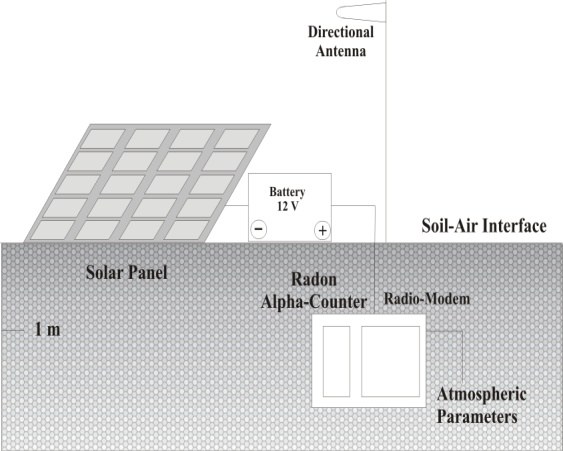 Directional
Antenna
Battery
12 V
−
+
Soil-Air Interface
Solar Panel
Radon
Alpha-Counter
Radio-Modem
1 m
Atmospheric
Parameters